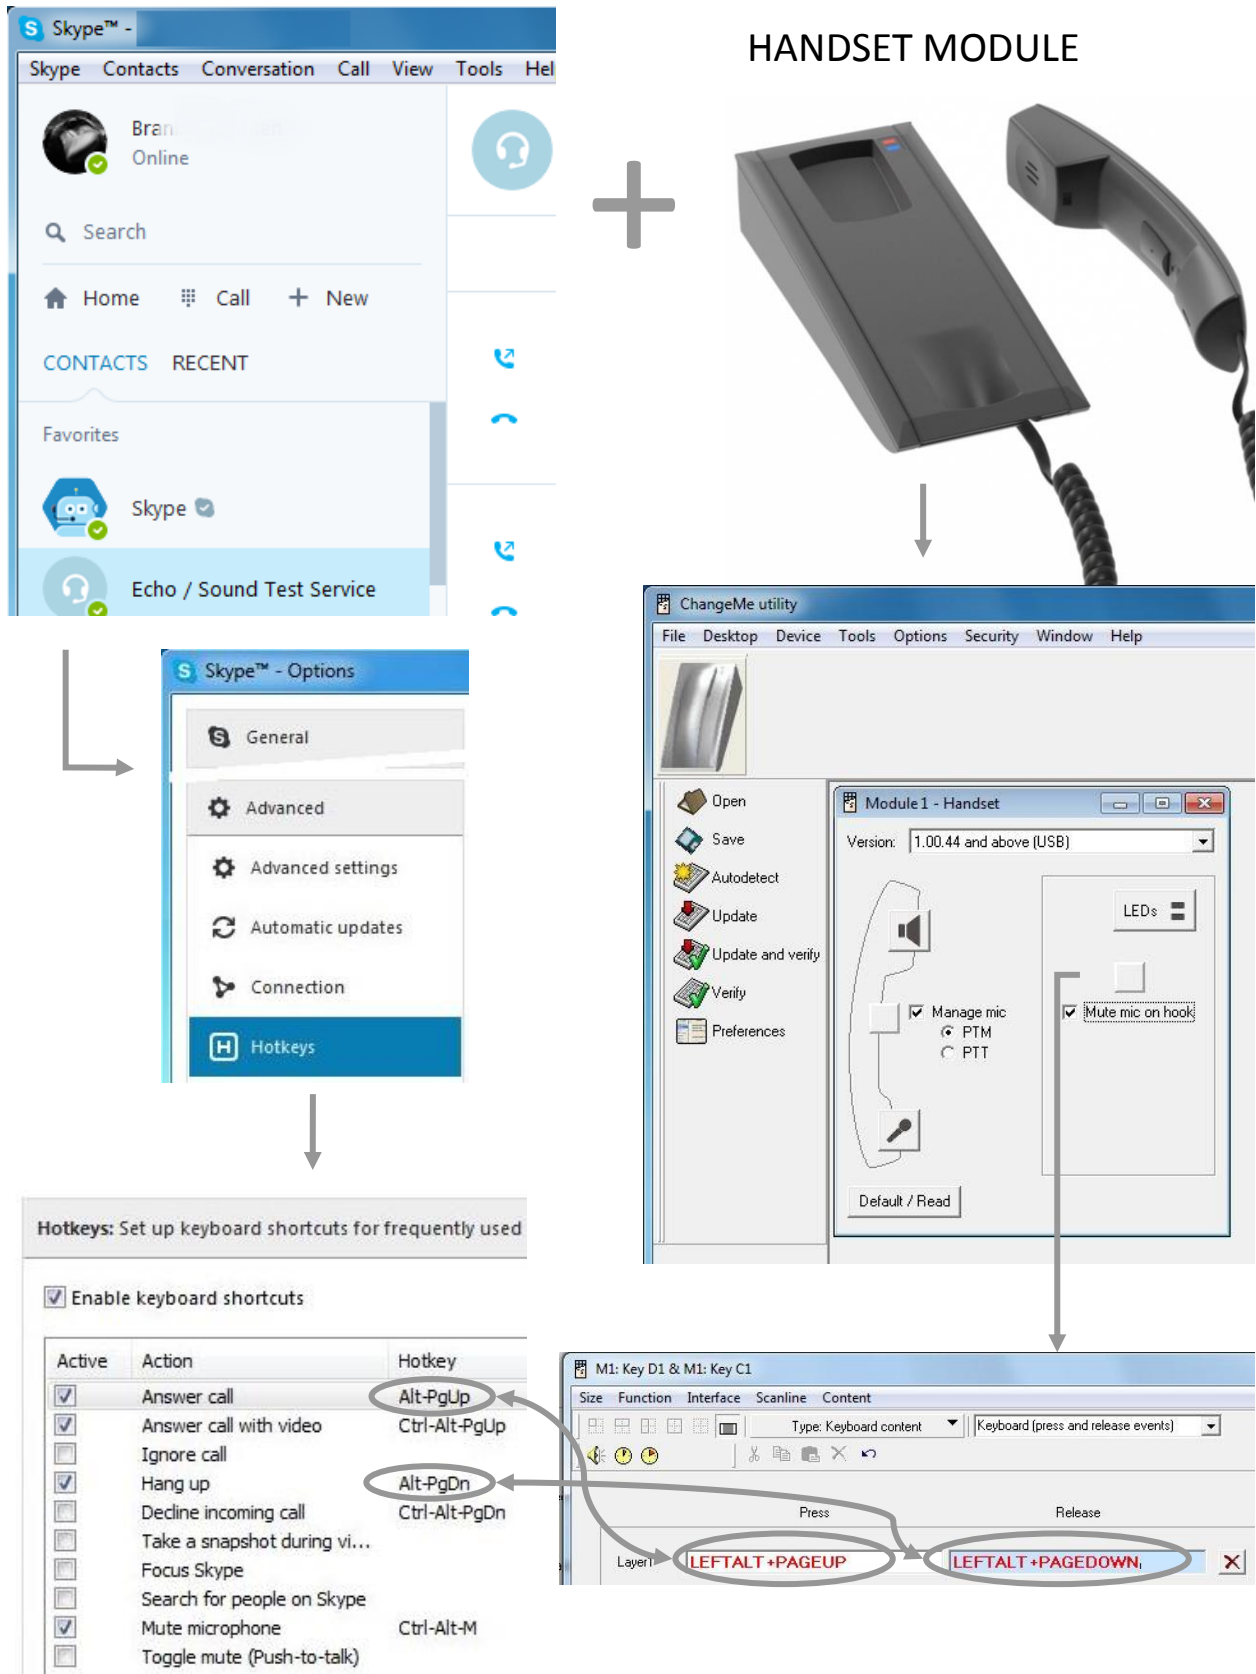 Skype™ -
Skype Contacts Conversation Call View Tools Hel
Bran
Online
Search
Home Call New
CONTACTS RECENT
Favorites
Skype
Echo / Sound Test Service
HANDSET MODULE
Skype™ - Options
General
Advanced
Advanced settings
Automatic updates
Connection
Hotkeys
ChangeMe utility
File Desktop Device Tools Options Security Window Help
Open
Save
Autodetect
Update
Update and verify
Verify
Preferences
Module 1 - Handset
Version: 1.00.44 and above (USB)
LEDs
Manage mic
PTM
PTT
Mute mic on hook
Default / Read
Hotkeys: Set up keyboard shortcuts for frequently used
Enable keyboard shortcuts
Active Action Hotkey
Answer call Alt-PgUp
Answer call with video Ctrl-Alt-PgUp
Ignore call
Hang up Alt-PgDn
Decline incoming call Ctrl-Alt-PgDn
Take a snapshot during vi...
Focus Skype
Search for people on Skype
Mute microphone Ctrl-Alt-M
Toggle mute (Push-to-talk)
M1: Key D1 & M1: Key C1
Size Function Interface Scanline Content
Type: Keyboard content Keyboard (press and release events)
Press Release
Layer1 LEFTALT+PAGEUP LEFTALT+PAGEDOWN